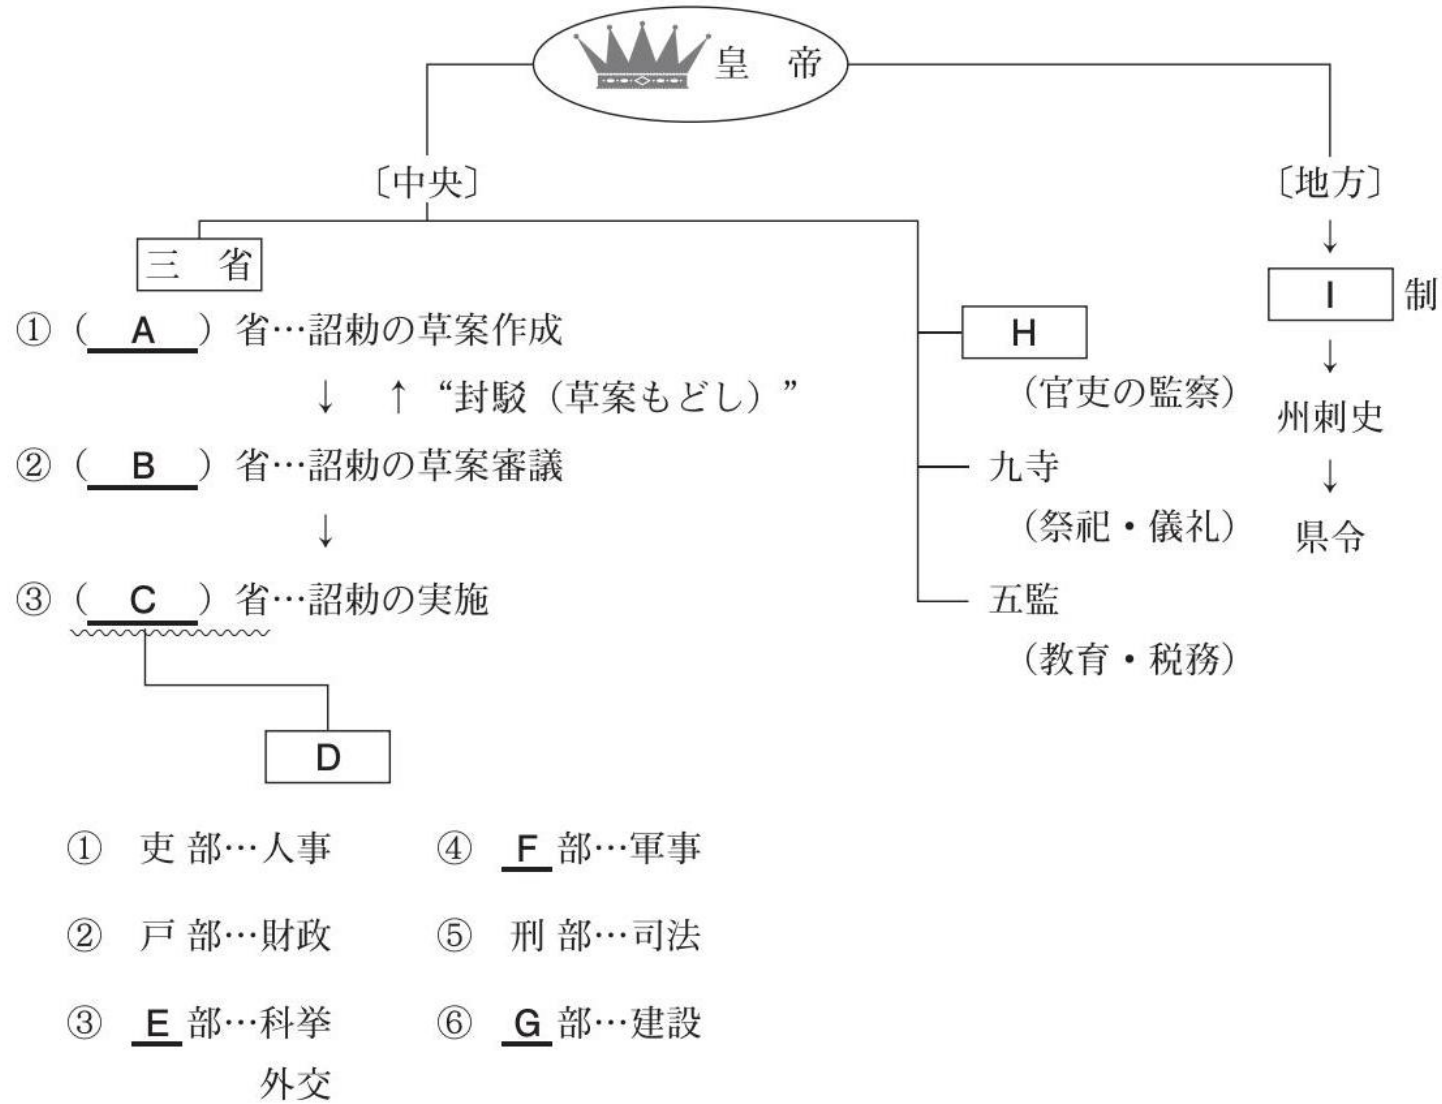 皇　帝
〔中央〕
三　省
①（　A　）省…詔勅の草案作成
↓　↑ “封駁（草案もどし）”
②（　B　）省…詔勅の草案審議
↓
③（　C　）省…詔勅の実施
D
①　吏 部…人事
②　戸 部…財政
③　E 部…科挙
外交
④　F 部…軍事
⑤　刑 部…司法
⑥　G 部…建設
H
（官吏の監察）
九寺
（祭祀・儀礼）
五監
（教育・税務）
〔地方〕
↓
I 制
↓
州刺史
↓
県令